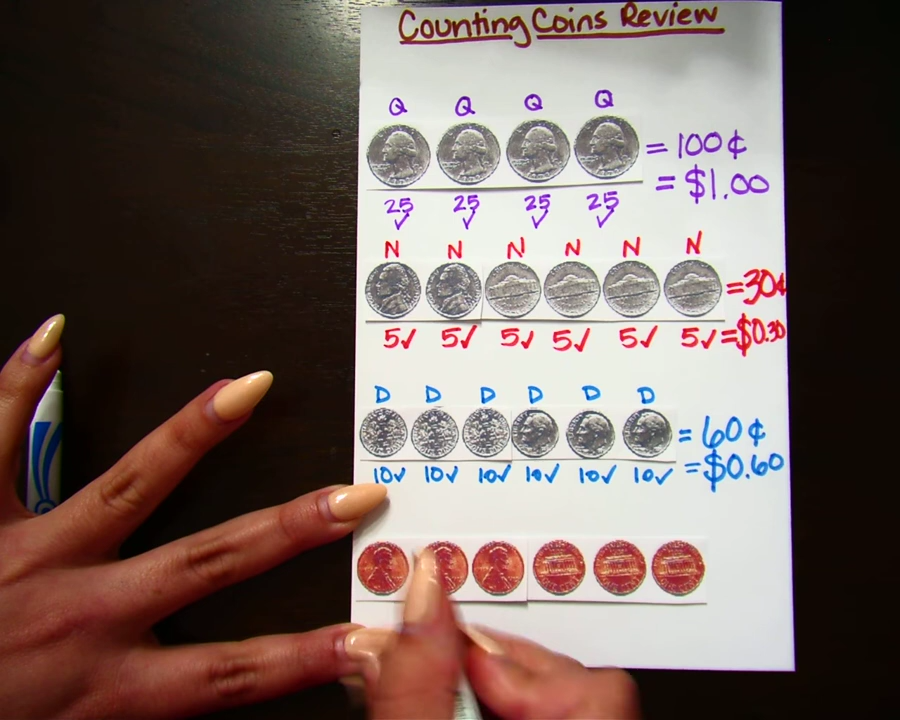 Counting Coins Review
Q Q Q Q
= 100¢
= $1.00
25✓ 25✓ 25✓ 25✓
N N N N N N
=30¢
5✓ 5✓ 5✓ 5✓ 5✓ 5✓ =$0.30
D D D D D D
= 60¢
= $0.60
10✓ 10✓ 10✓ 10✓ 10✓ 10✓